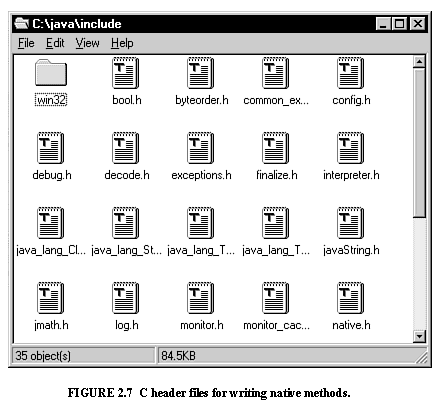 C:\java\include
File Edit View Help
win32 bool.h byteorder.h common_ex... config.h
debug.h decode.h exceptions.h finalize.h interpreter.h
java_lang_Cl... java_lang_St... java_lang_T... java_lang_T... javaString.h
jmath.h log.h monitor.h monitor_cac... native.h
35 object(s) 84.5KB
FIGURE 2.7 C header files for writing native methods.